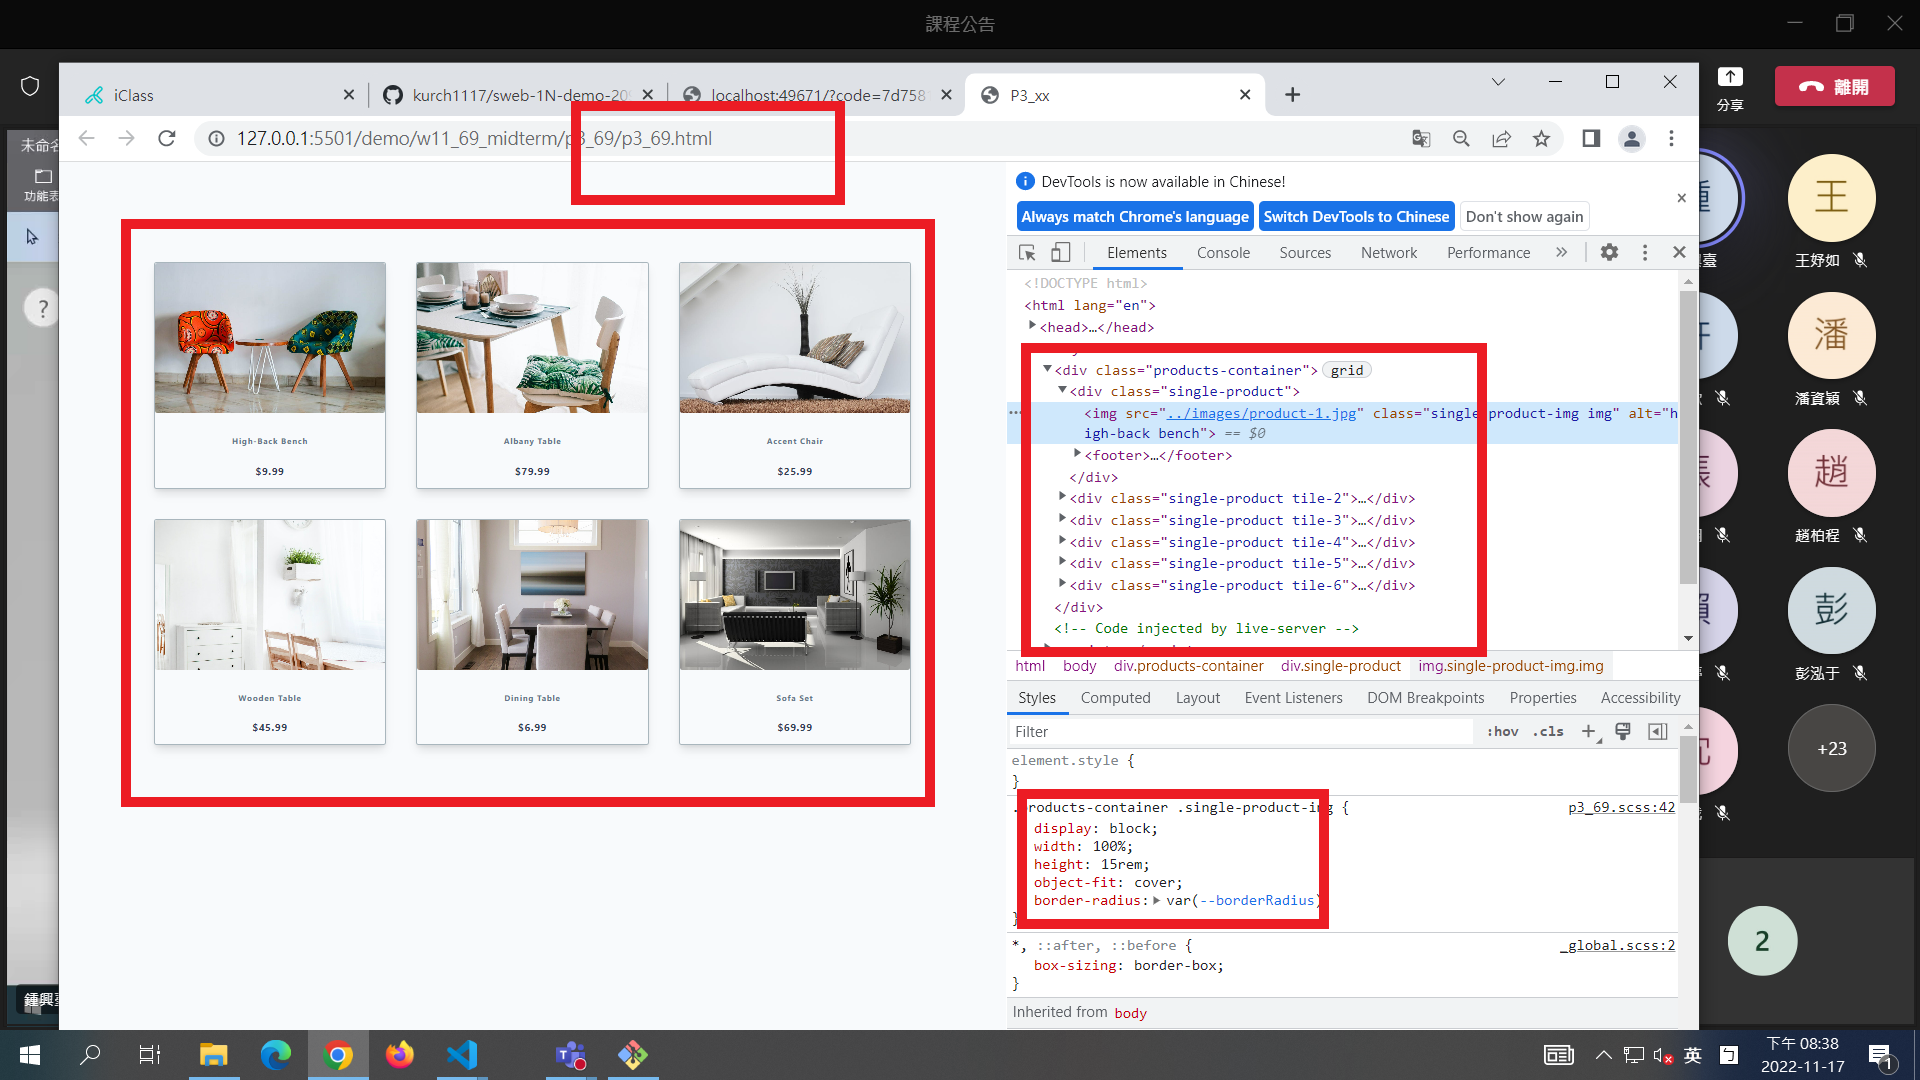 課程公告
iClass
kurch1117/sweb-1N-demo-209
localhost:49671/?code=7d758
P3_xx
分享
離開
127.0.0.1:5501/demo/w11_69_midterm/p3_69/p3_69.html
未命名
功能表
?
DevTools is now available in Chinese!
Always match Chrome's language
Switch DevTools to Chinese
Don't show again
Elements
Console
Sources
Network
Performance
<!DOCTYPE html>
<html lang="en">
<head>…</head>
<div class="products-container"> grid
<div class="single-product">
<img src="../images/product-1.jpg" class="single-product-img img" alt="h
igh-back bench"> == $0
<footer>…</footer>
</div>
<div class="single-product tile-2">…</div>
<div class="single-product tile-3">…</div>
<div class="single-product tile-4">…</div>
<div class="single-product tile-5">…</div>
<div class="single-product tile-6">…</div>
</div>
<!-- Code injected by live-server -->
html body div.products-container div.single-product img.single-product-img.img
Styles
Computed
Layout
Event Listeners
DOM Breakpoints
Properties
Accessibility
Filter
:hov .cls
element.style {
}
.products-container .single-product-img {
p3_69.scss:42
display: block;
width: 100%;
height: 15rem;
object-fit: cover;
border-radius: var(--borderRadius)
}
*, ::after, ::before {
_global.scss:2
box-sizing: border-box;
}
Inherited from body
High-Back Bench
$9.99
Albany Table
$79.99
Accent Chair
$25.99
Wooden Table
$45.99
Dining Table
$6.99
Sofa Set
$69.99
王
王妤如
潘
潘資穎
趙
趙柏程
彭
彭泓于
+23
2
鍾興臺
英
下午 08:38
2022-11-17
1